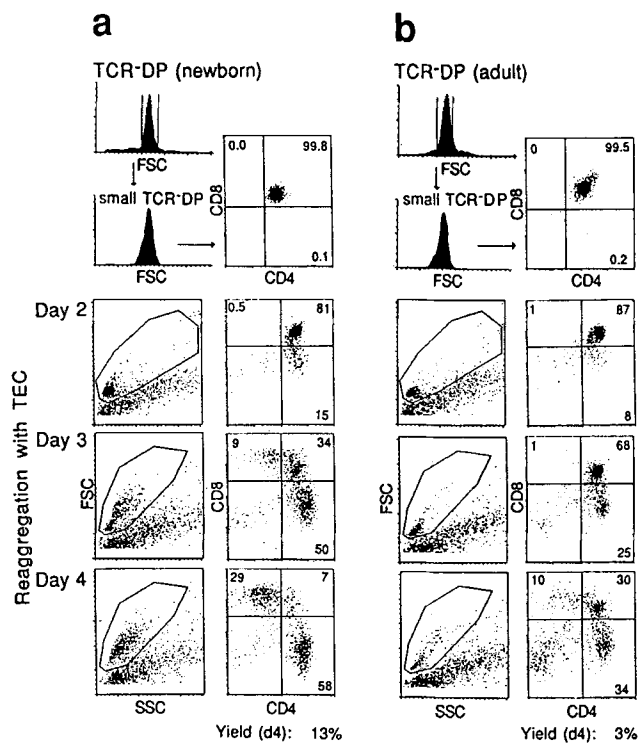 a
TCR-DP (newborn)
FSC
small TCR-DP
FSC
0.0 99.8
CD8
0.1
CD4
b
TCR-DP (adult)
FSC
small TCR-DP
FSC
0 99.5
CD8
0.2
CD4
Reaggregation with TEC
Day 2
0.5 81
15
1 87
8
Day 3
FSC
9 34
CD8
50
FSC
1 68
CD8
25
Day 4
29 7
58
10 30
34
SSC CD4
SSC CD4
Yield (d4): 13%
Yield (d4): 3%